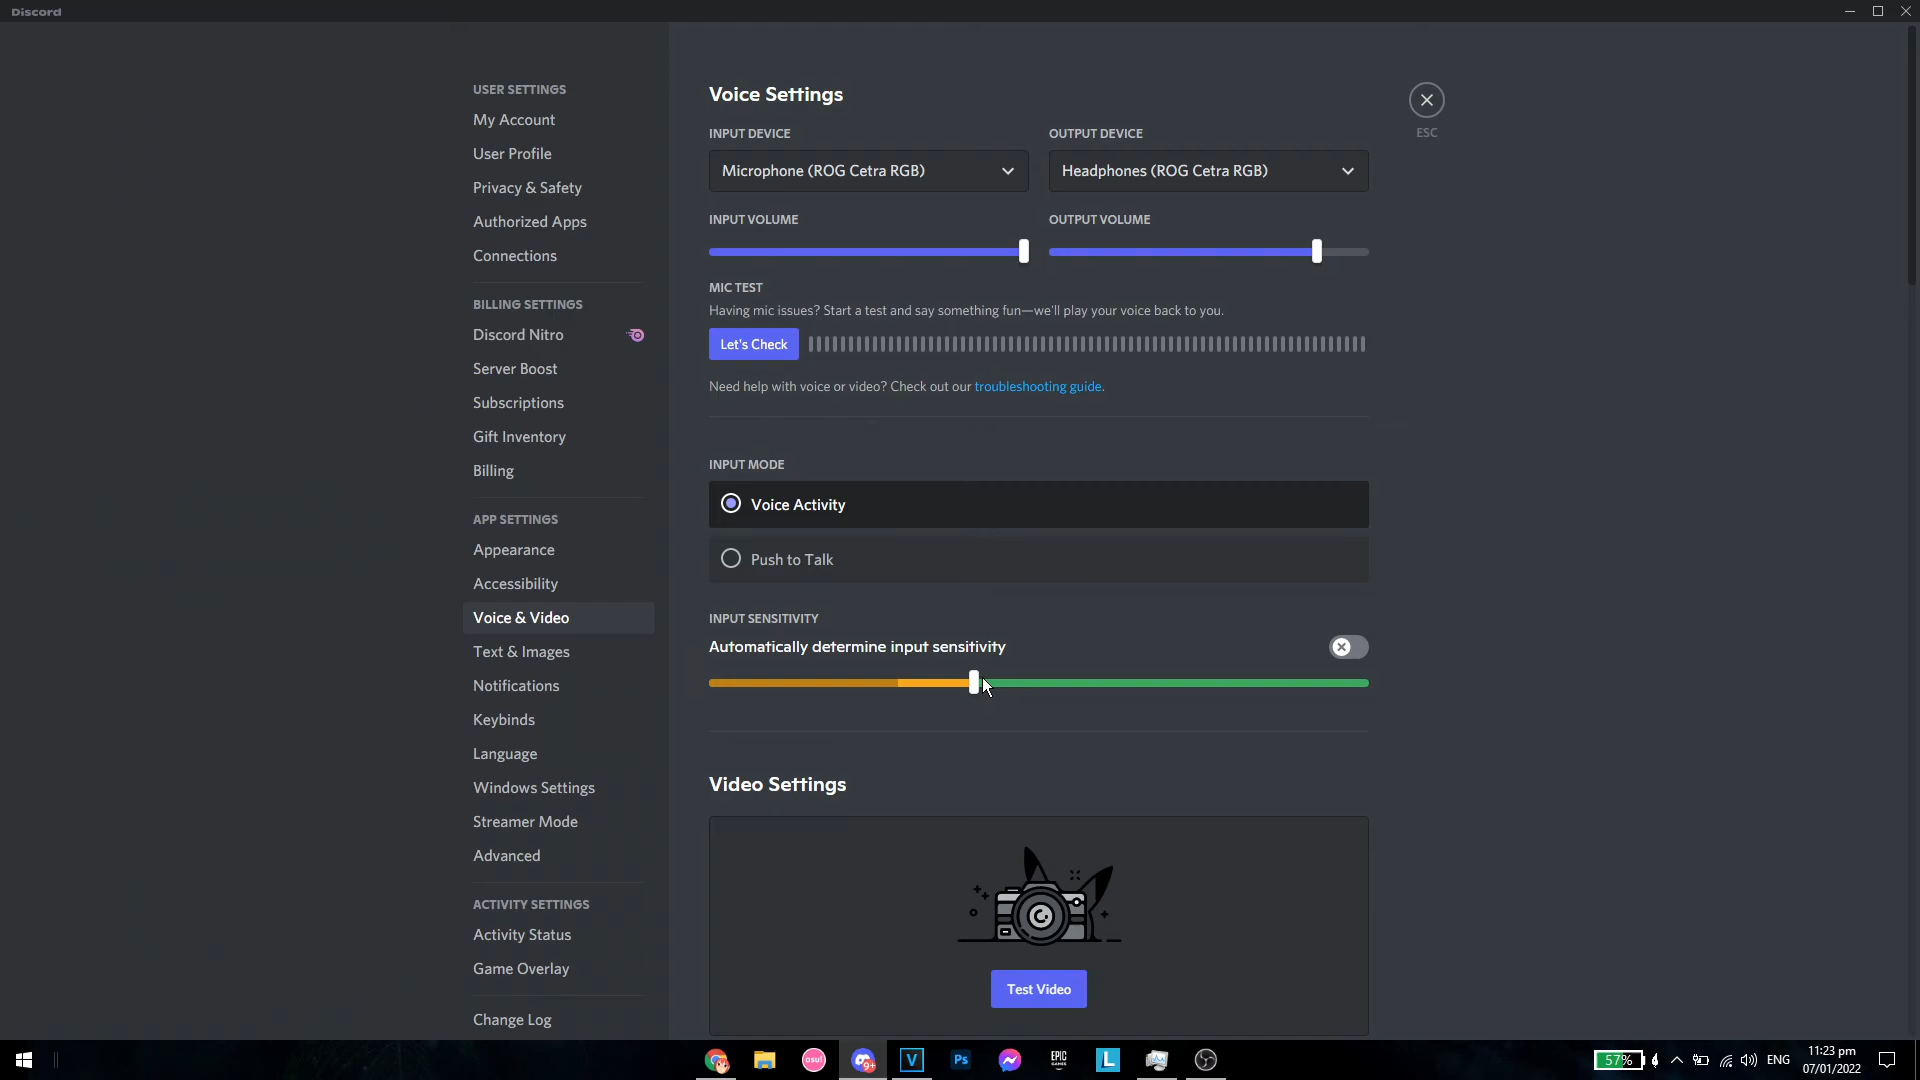 Discord
USER SETTINGS
My Account
User Profile
Privacy & Safety
Authorized Apps
Connections
BILLING SETTINGS
Discord Nitro
Server Boost
Subscriptions
Gift Inventory
Billing
APP SETTINGS
Appearance
Accessibility
Voice & Video
Text & Images
Notifications
Keybinds
Language
Windows Settings
Streamer Mode
Advanced
ACTIVITY SETTINGS
Activity Status
Game Overlay
Change Log
Voice Settings
ESC
INPUT DEVICE OUTPUT DEVICE
Microphone (ROG Cetra RGB) Headphones (ROG Cetra RGB)
INPUT VOLUME OUTPUT VOLUME
MIC TEST
Having mic issues? Start a test and say something fun—we'll play your voice back to you.
Let's Check
Need help with voice or video? Check out our troubleshooting guide.
INPUT MODE
Voice Activity
Push to Talk
INPUT SENSITIVITY
Automatically determine input sensitivity
Video Settings
Test Video
osu! 9+ V Ps EPIC GAMES L 57% ENG 11:23 pm
07/01/2022